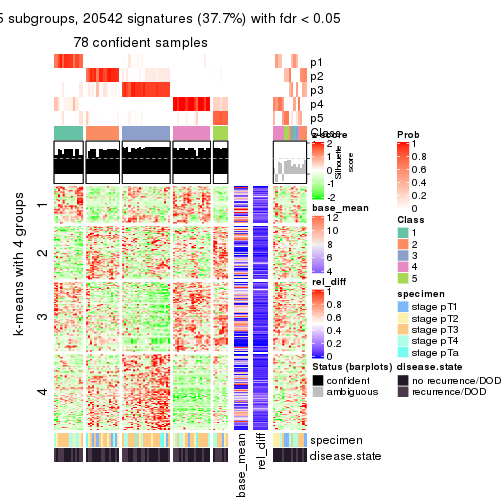 5 subgroups, 20542 signatures (37.7%) with fdr < 0.05
78 confident samples
p1
p2
p3
p4
p5
Class
Silhouette
score
1
2
3
4
k-means with 4 groups
base_mean
rel_diff
specimen
disease.state
z-score
2
1
0
-1
-2
base_mean
12
10
8
6
4
rel_diff
1
0.8
0.6
0.4
0.2
0
Status (barplots)
confident
ambiguous
Prob
1
0.8
0.6
0.4
0.2
0
Class
1
2
3
4
5
specimen
stage pT1
stage pT2
stage pT3
stage pT4
stage pTa
disease.state
no recurrence/DOD
recurrence/DOD